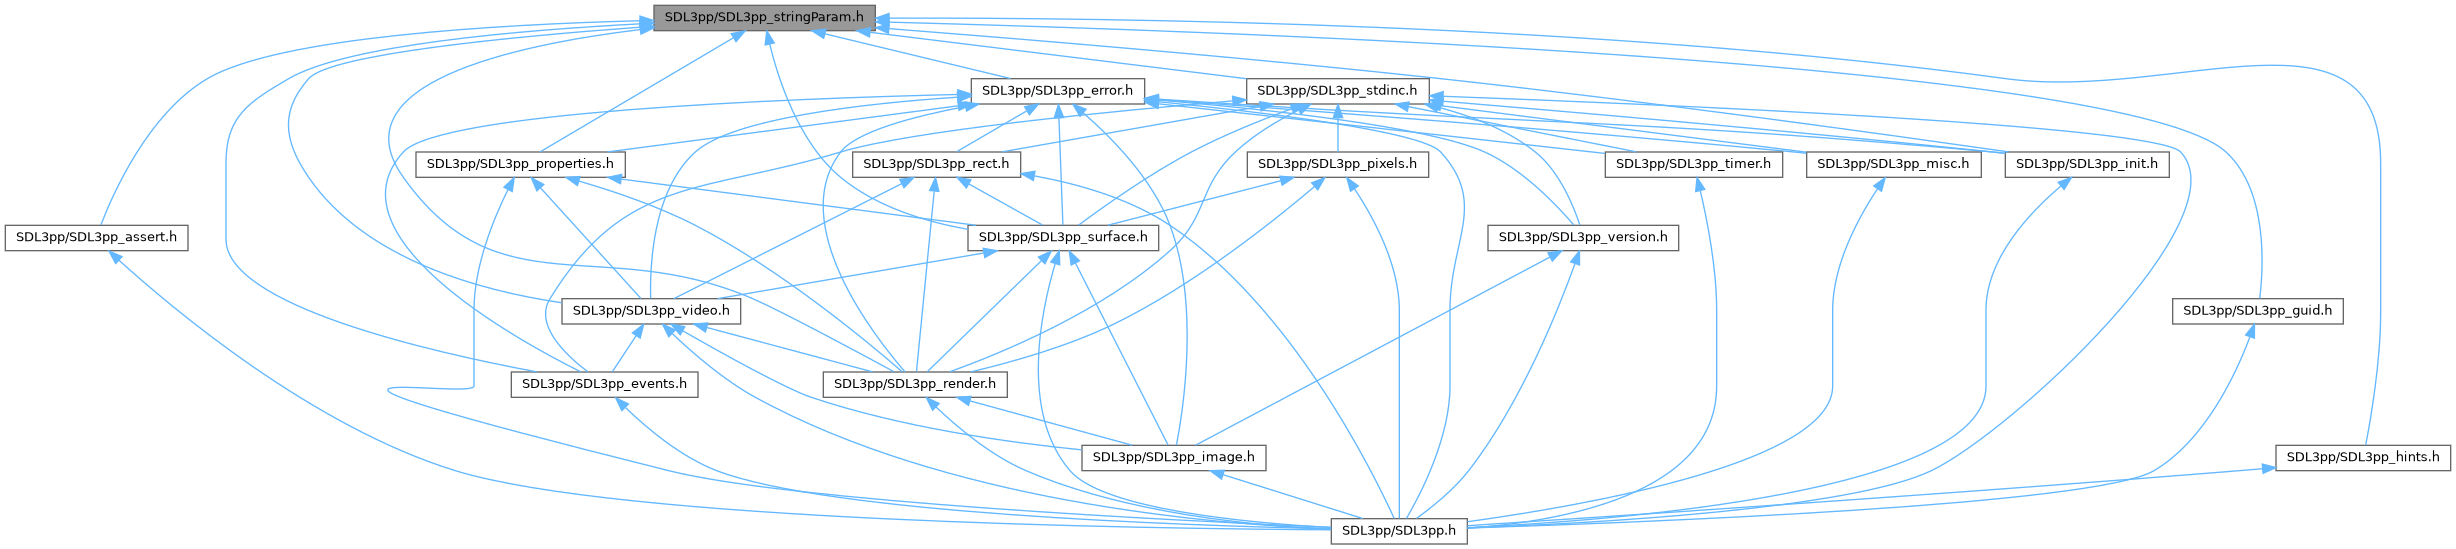 SDL3pp/SDL3pp_stringParam.h
SDL3pp/SDL3pp_error.h
SDL3pp/SDL3pp_stdinc.h
SDL3pp/SDL3pp_properties.h
SDL3pp/SDL3pp_rect.h
SDL3pp/SDL3pp_pixels.h
SDL3pp/SDL3pp_timer.h
SDL3pp/SDL3pp_misc.h
SDL3pp/SDL3pp_init.h
SDL3pp/SDL3pp_assert.h
SDL3pp/SDL3pp_surface.h
SDL3pp/SDL3pp_version.h
SDL3pp/SDL3pp_video.h
SDL3pp/SDL3pp_guid.h
SDL3pp/SDL3pp_events.h
SDL3pp/SDL3pp_render.h
SDL3pp/SDL3pp_image.h
SDL3pp/SDL3pp_hints.h
SDL3pp/SDL3pp.h